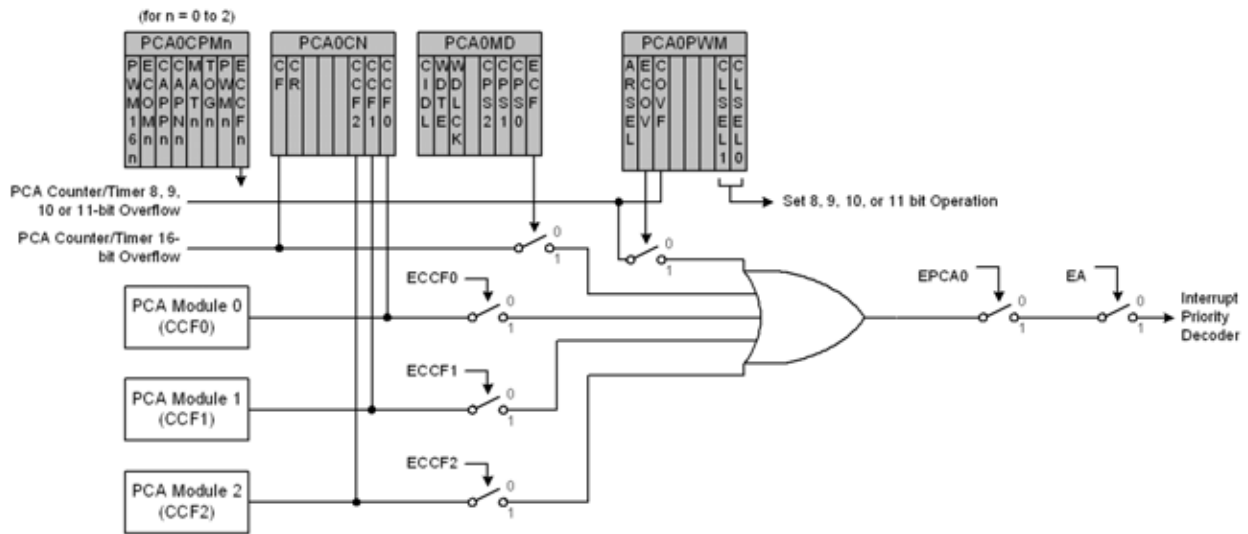 (for n = 0 to 2)
PCA0CPMn PCA0CN PCA0MD PCA0PWM
PWM16n ECOMn CAPPn CAPNn MATn TOGn PWMn ECCFn
CF CR CCF2 CCF1 CCF0
CIDL WDTE WDLCK CPS2 CPS1 CPS0 ECF
ARSEL ECOV COVF CLSEL1 CLSEL0
PCA Counter/Timer 8, 9,
10 or 11-bit Overflow
Set 8, 9, 10, or 11 bit Operation
PCA Counter/Timer 16-
bit Overflow
0
1
0
1
PCA Module 0
(CCF0)
ECCF0
0
1
EPCA0
0
1
EA
0
1
Interrupt
Priority
Decoder
PCA Module 1
(CCF1)
ECCF1
0
1
PCA Module 2
(CCF2)
ECCF2
0
1